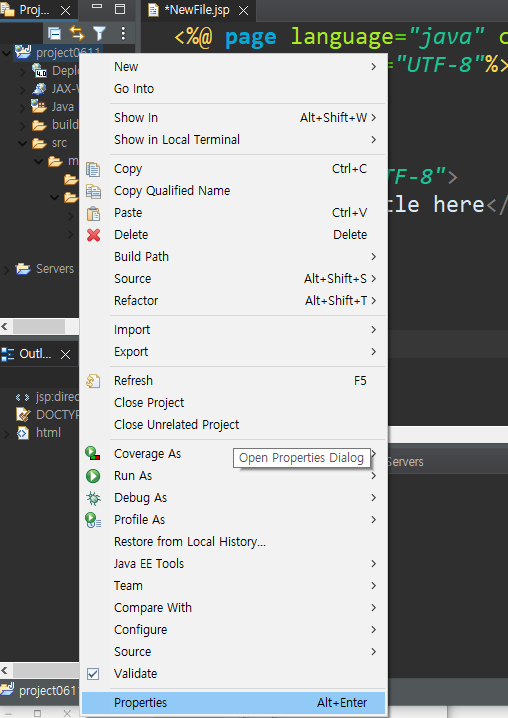 Proj...
*NewFile.jsp
<%@ page language="java" c
="UTF-8"%>
project0611
Deplo
JAX-W
Java
build
src
m
Servers
TF-8">
tle here</
New
Go Into
Show In Alt+Shift+W
Show in Local Terminal
Copy Ctrl+C
Copy Qualified Name
Paste Ctrl+V
Delete Delete
Build Path
Source Alt+Shift+S
Refactor Alt+Shift+T
Import
Export
Refresh F5
Close Project
Close Unrelated Project
Coverage As
Open Properties Dialog
Run As
Debug As
Profile As
Restore from Local History...
Java EE Tools
Team
Compare With
Configure
Source
Validate
Properties Alt+Enter
Outl...
jsp:direc
DOCTYP
html
Servers
project061